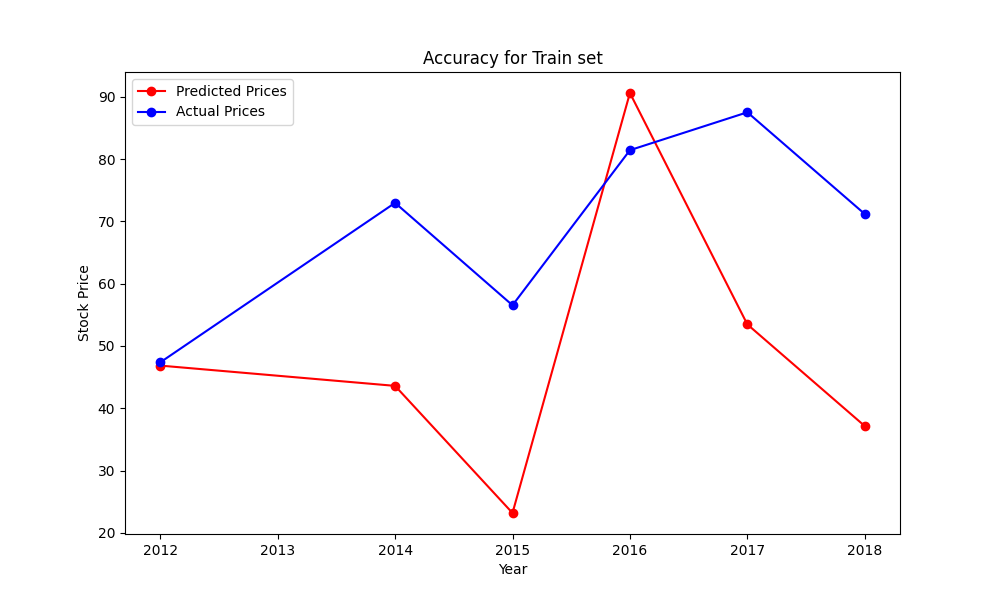 Accuracy for Train set
Predicted Prices
Actual Prices
90
80
70
60
50
40
30
20
Stock Price
2012 2013 2014 2015 2016 2017 2018
Year